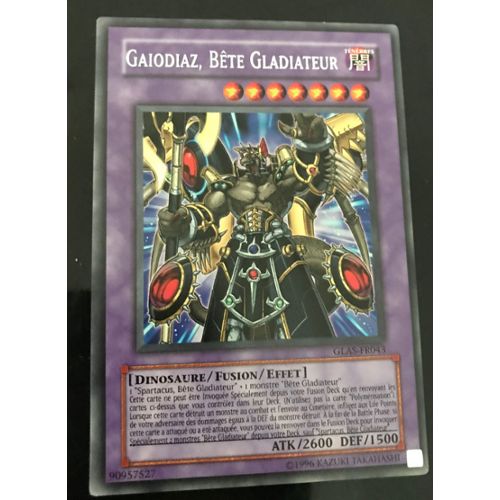 Gaiodiaz, Bête Gladiateur
TÉNÈBRES
闇
GLAS-FR043
[Dinosaure/Fusion/Effet]
1 "Spartacus, Bête Gladiateur" + 1 monstre "Bête Gladiateur"
Cette carte ne peut être Invoquée Spécialement depuis votre Fusion Deck qu'en renvoyant les
cartes ci-dessus que vous contrôlez dans leur Deck. (N'utilisez pas la carte "Polymérisation")
Lorsque cette carte détruit un monstre au combat et l'envoie au Cimetière, infligez aux Life Points
de votre adversaire des dommages égaux à la DEF du monstre détruit. À la fin de la Battle Phase, si
cette carte a attaqué ou a été attaquée, vous pouvez la renvoyer dans le Fusion Deck pour Invoquer
Spécialement 2 monstres "Bête Gladiateur" depuis votre Deck, sauf "Spartacus, Bête Gladiateur".
ATK/2600 DEF/1500
90957527
©1996 KAZUKI TAKAHASHI